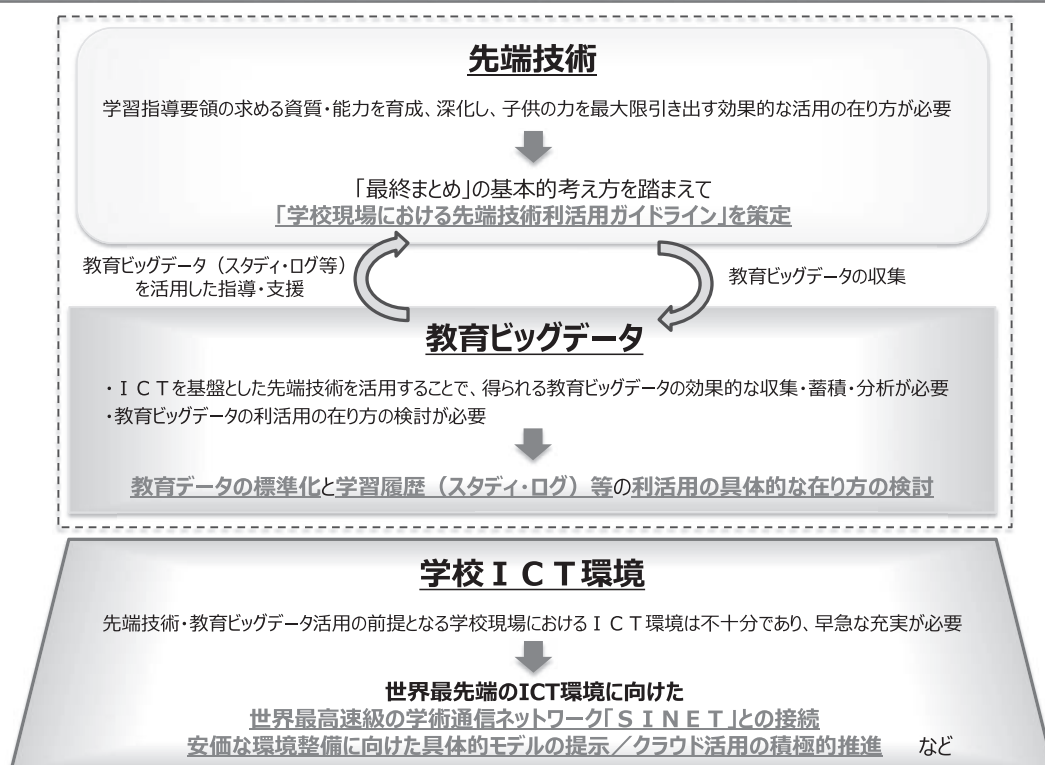 先端技術
学習指導要領の求める資質・能力を育成、深化し、子供の力を最大限引き出す効果的な活用の在り方が必要
「最終まとめ」の基本的考え方を踏まえて
「学校現場における先端技術利活用ガイドライン」を策定
教育ビッグデータ（スタディ・ログ等）
を活用した指導・支援
教育ビッグデータの収集
教育ビッグデータ
・ＩＣＴを基盤とした先端技術を活用することで、得られる教育ビッグデータの効果的な収集・蓄積・分析が必要
・教育ビッグデータの利活用の在り方の検討が必要
教育データの標準化と学習履歴（スタディ・ログ）等の利活用の具体的な在り方の検討
学校ＩＣＴ環境
先端技術・教育ビッグデータ活用の前提となる学校現場におけるＩＣＴ環境は不十分であり、早急な充実が必要
世界最先端のICT環境に向けた
世界最高速級の学術通信ネットワーク「ＳＩＮＥＴ」との接続
安価な環境整備に向けた具体的モデルの提示／クラウド活用の積極的推進　など